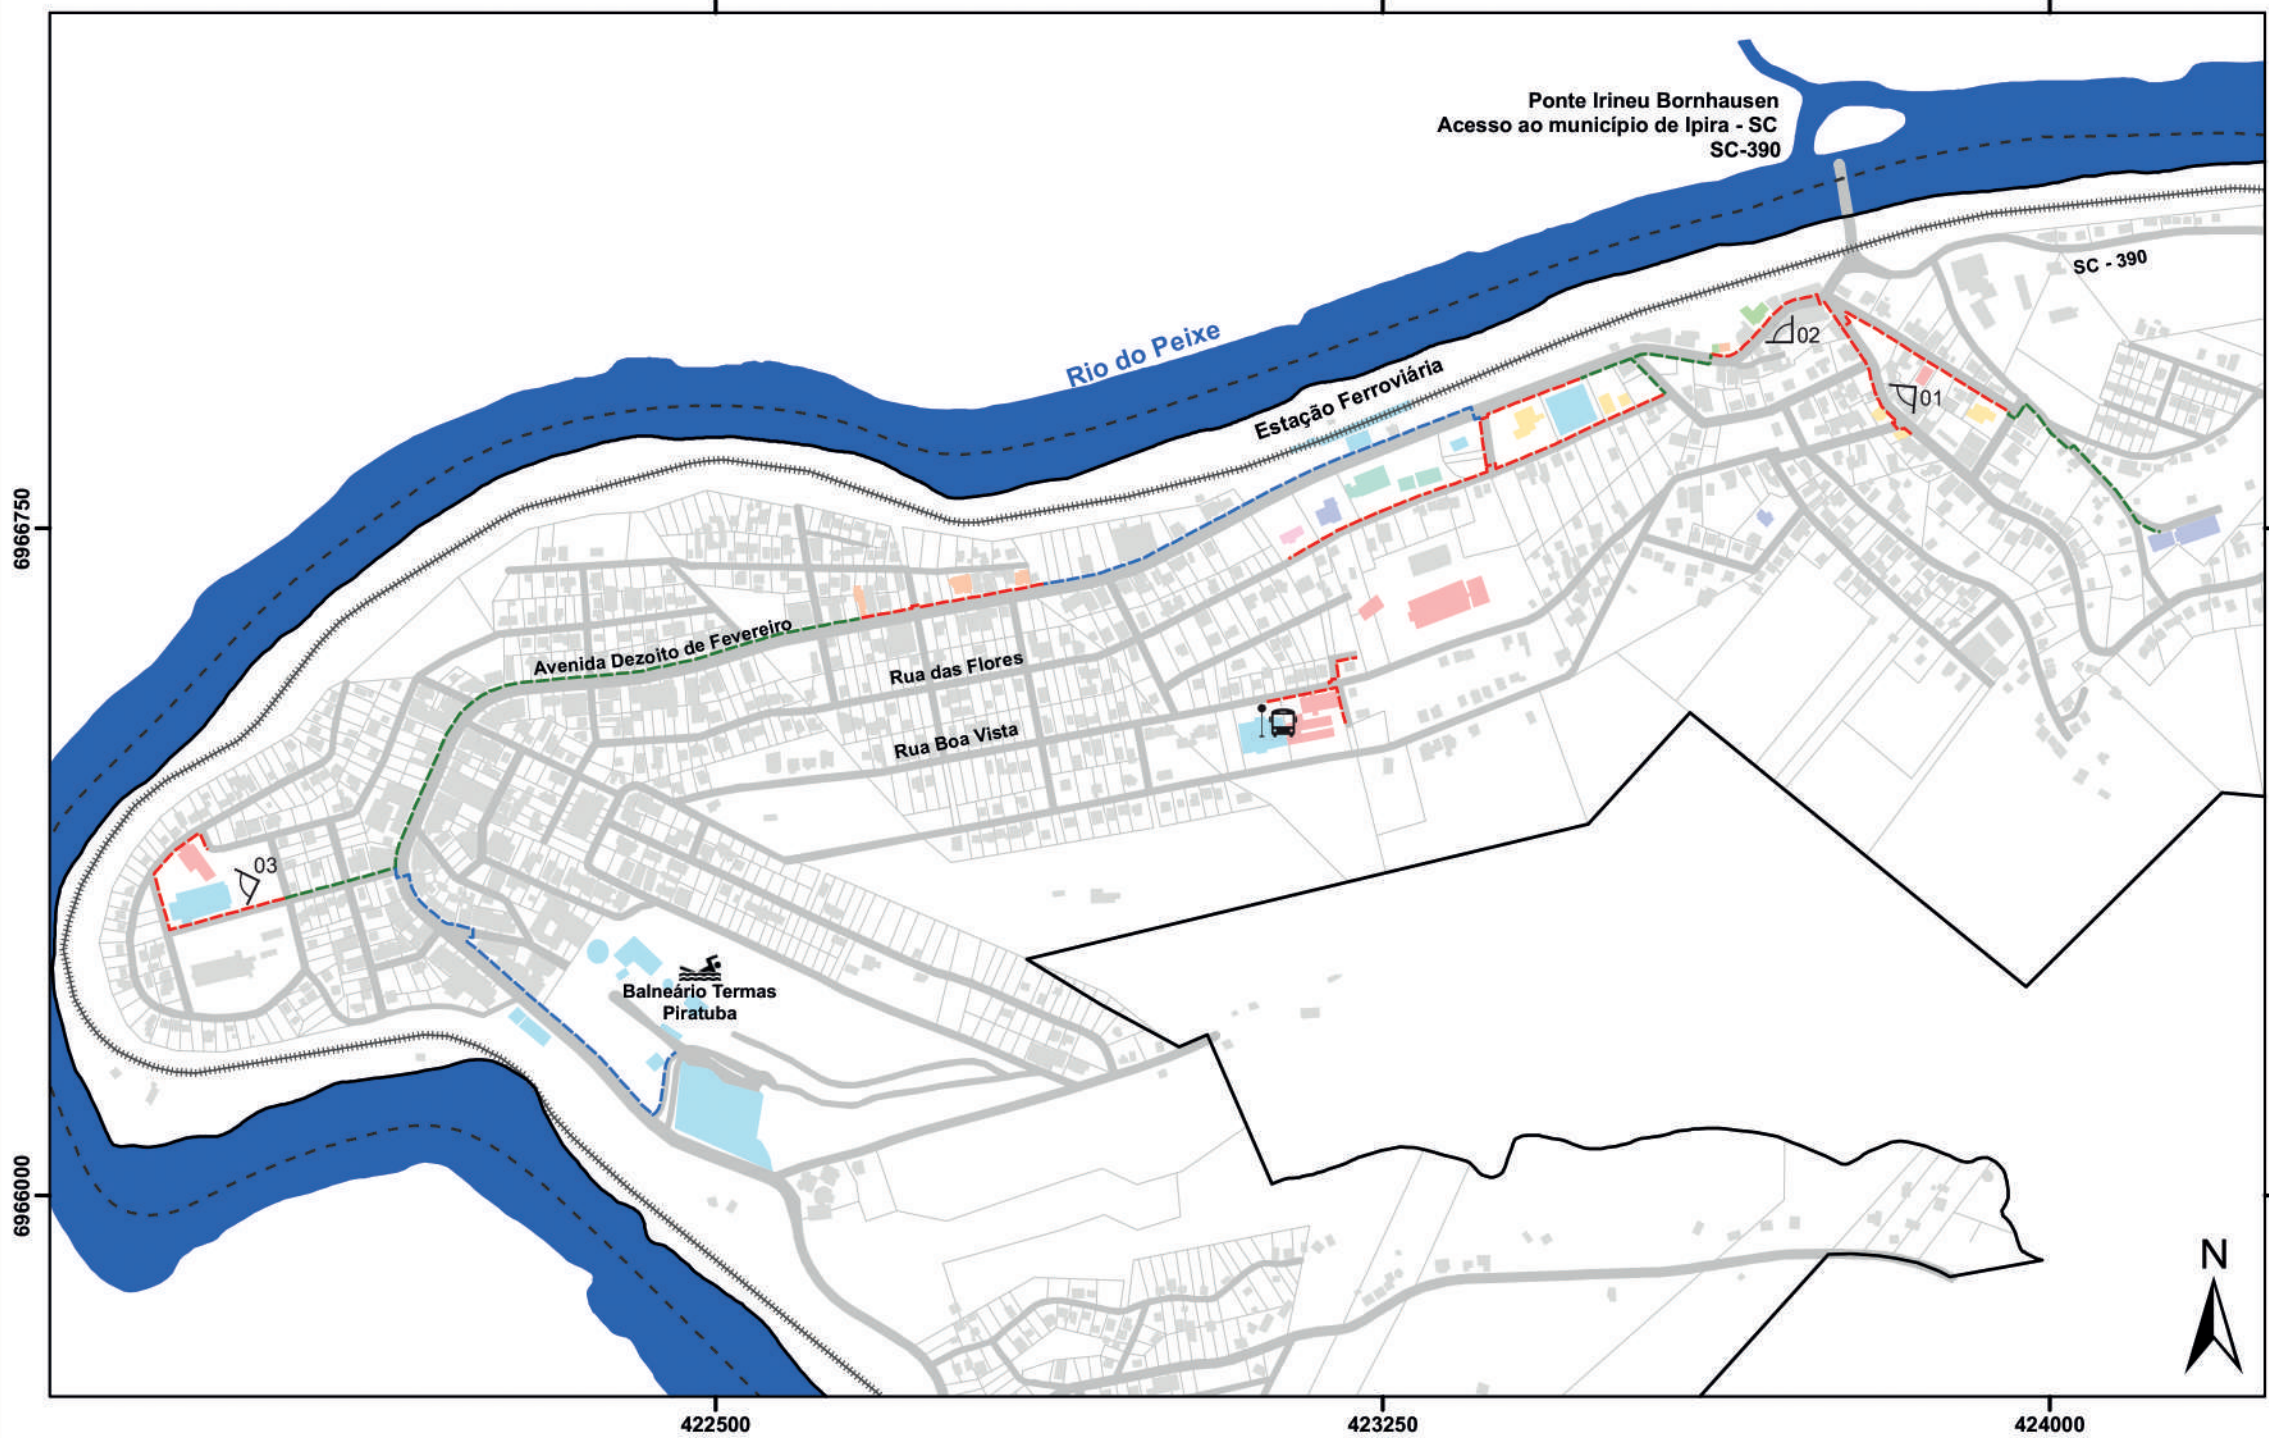 Ponte Irineu Bornhausen
Acesso ao município de Ipira - SC
SC-390
SC - 390
Rio do Peixe
02
Estação Ferroviária
01
6966750
Avenida Dezoito de Fevereiro
Rua das Flores
Rua Boa Vista
03
Balneário Termas
Piratuba
6966000
N
422500
423250
424000